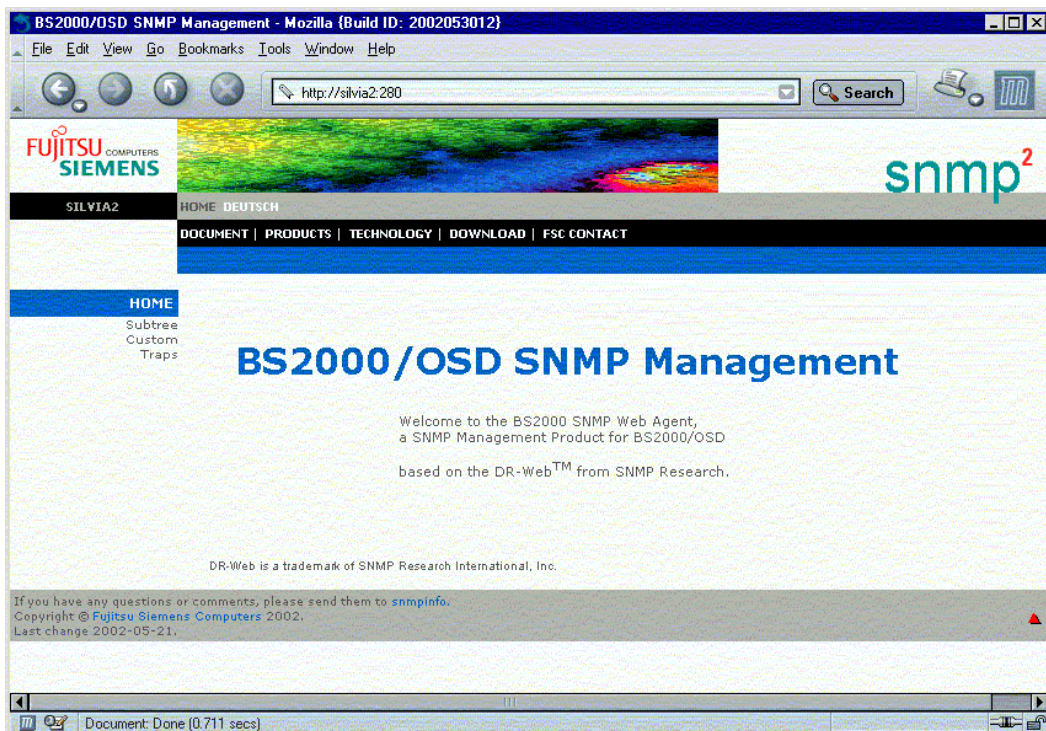 BS2000/OSD SNMP Management - Mozilla {Build ID: 2002053012}
File Edit View Go Bookmarks Tools Window Help
http://silvia2:280
Search
FUJITSU COMPUTERS
SIEMENS
snmp2
SILVIA2
HOME DEUTSCH
DOCUMENT | PRODUCTS | TECHNOLOGY | DOWNLOAD | FSC CONTACT
HOME
Subtree
Custom
Traps
BS2000/OSD SNMP Management
Welcome to the BS2000 SNMP Web Agent,
a SNMP Management Product for BS2000/OSD
based on the DR-WebTM from SNMP Research.
DR-Web is a trademark of SNMP Research International, Inc.
If you have any questions or comments, please send them to snmpinfo.
Copyright © Fujitsu Siemens Computers 2002.
Last change 2002-05-21.
Document: Done (0.711 secs)